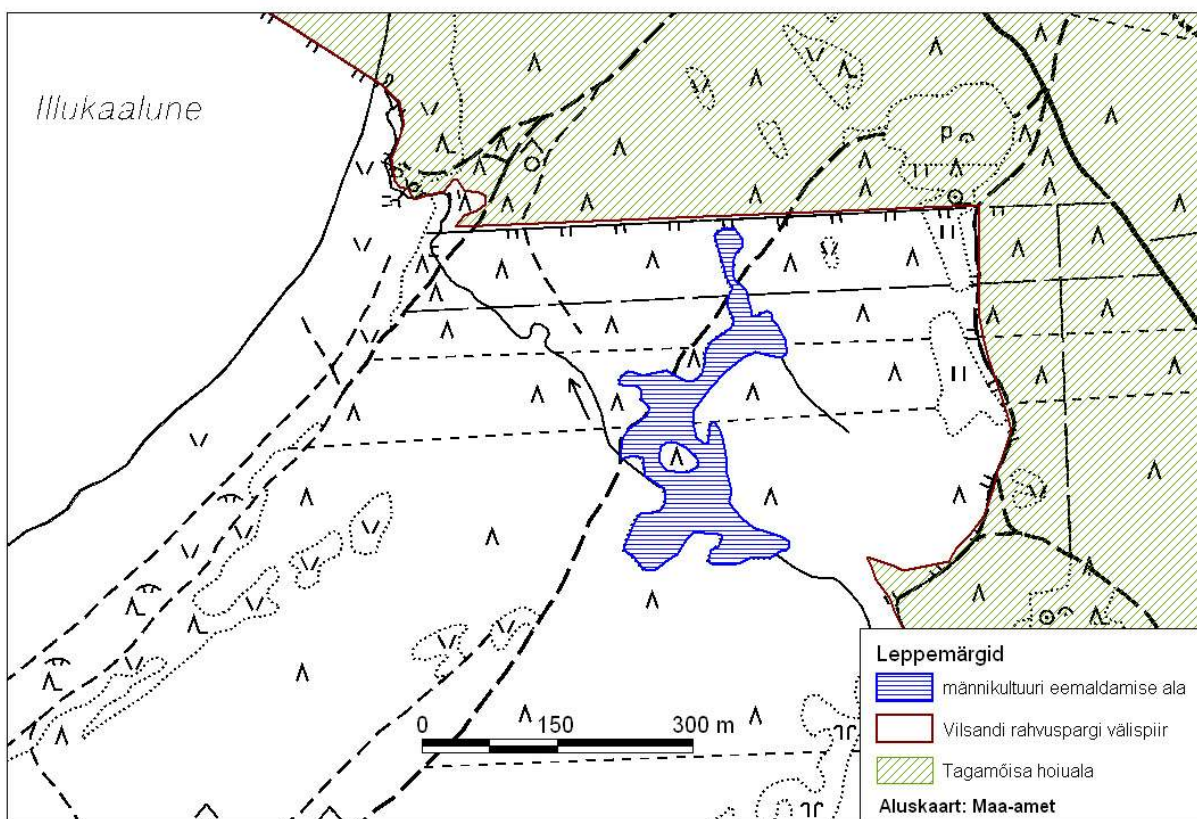 Illukaalune
p
0 150 300 m
Leppemärgid
männikultuuri eemaldamise ala
Vilsandi rahvuspargi välispiir
Tagamõisa hoiuala
Aluskaart: Maa-amet